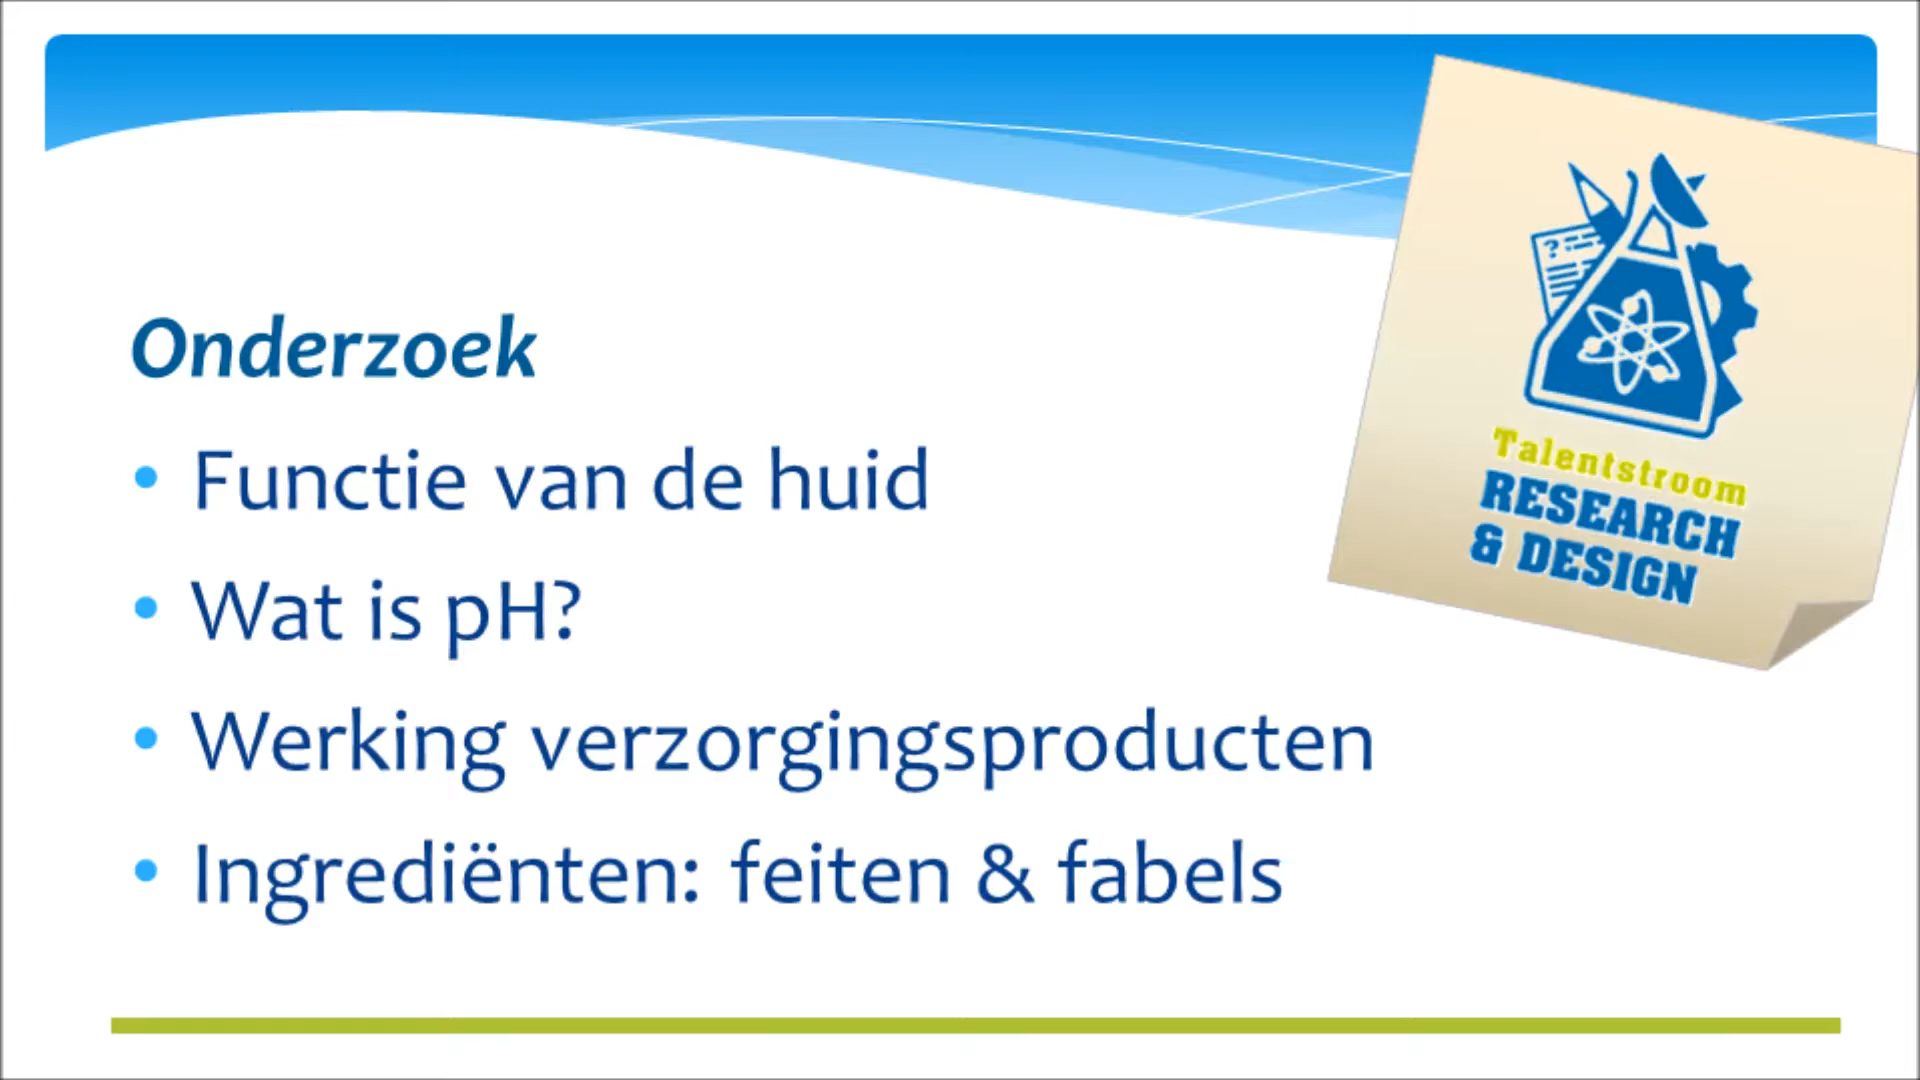 Onderzoek
• Functie van de huid
• Wat is pH?
• Werking verzorgingsproducten
• Ingrediënten: feiten & fabels
?
Talentstroom
RESEARCH
& DESIGN